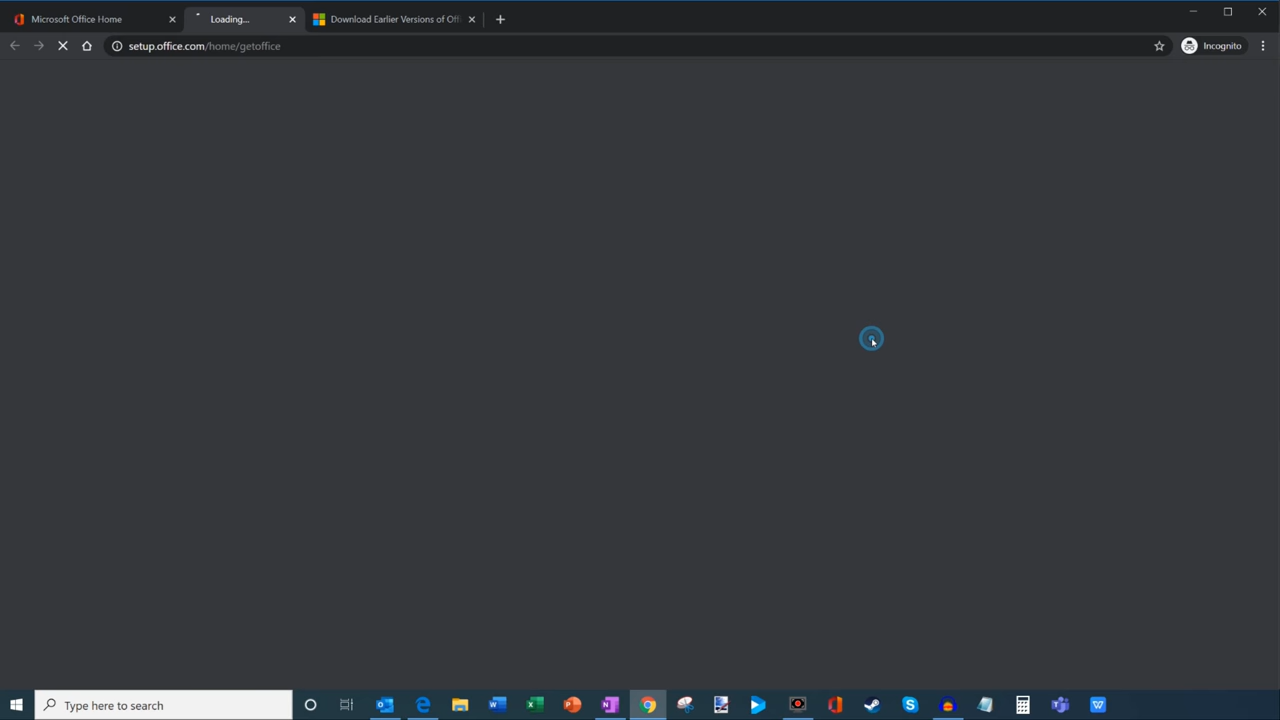 Microsoft Office Home
Loading...
Download Earlier Versions of Off
setup.office.com/home/getoffice
Incognito
Type here to search